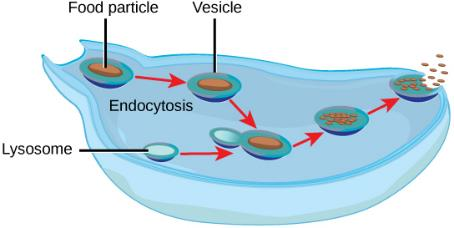 Food particle
Vesicle
Endocytosis
Lysosome